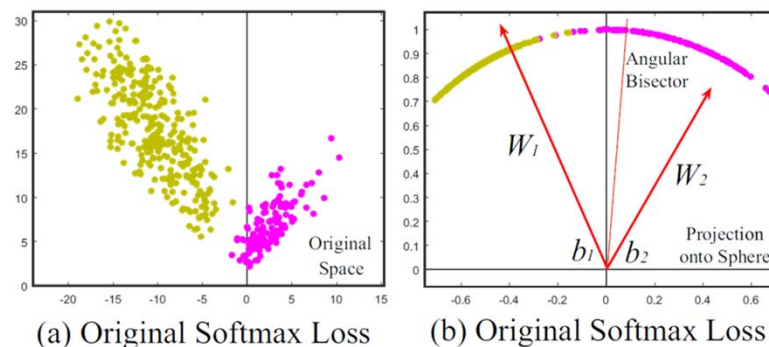 30
25
20
15
10
5
0
-20
-15
-10
-5
0
5
10
15
Original
Space
(a) Original Softmax Loss
1
0.9
0.8
0.7
0.6
0.5
0.4
0.3
0.2
0.1
0
-0.6
-0.4
-0.2
0
0.2
0.4
0.6
Angular
Bisector
W1
W2
b1
b2
Projection
onto Sphere
(b) Original Softmax Loss